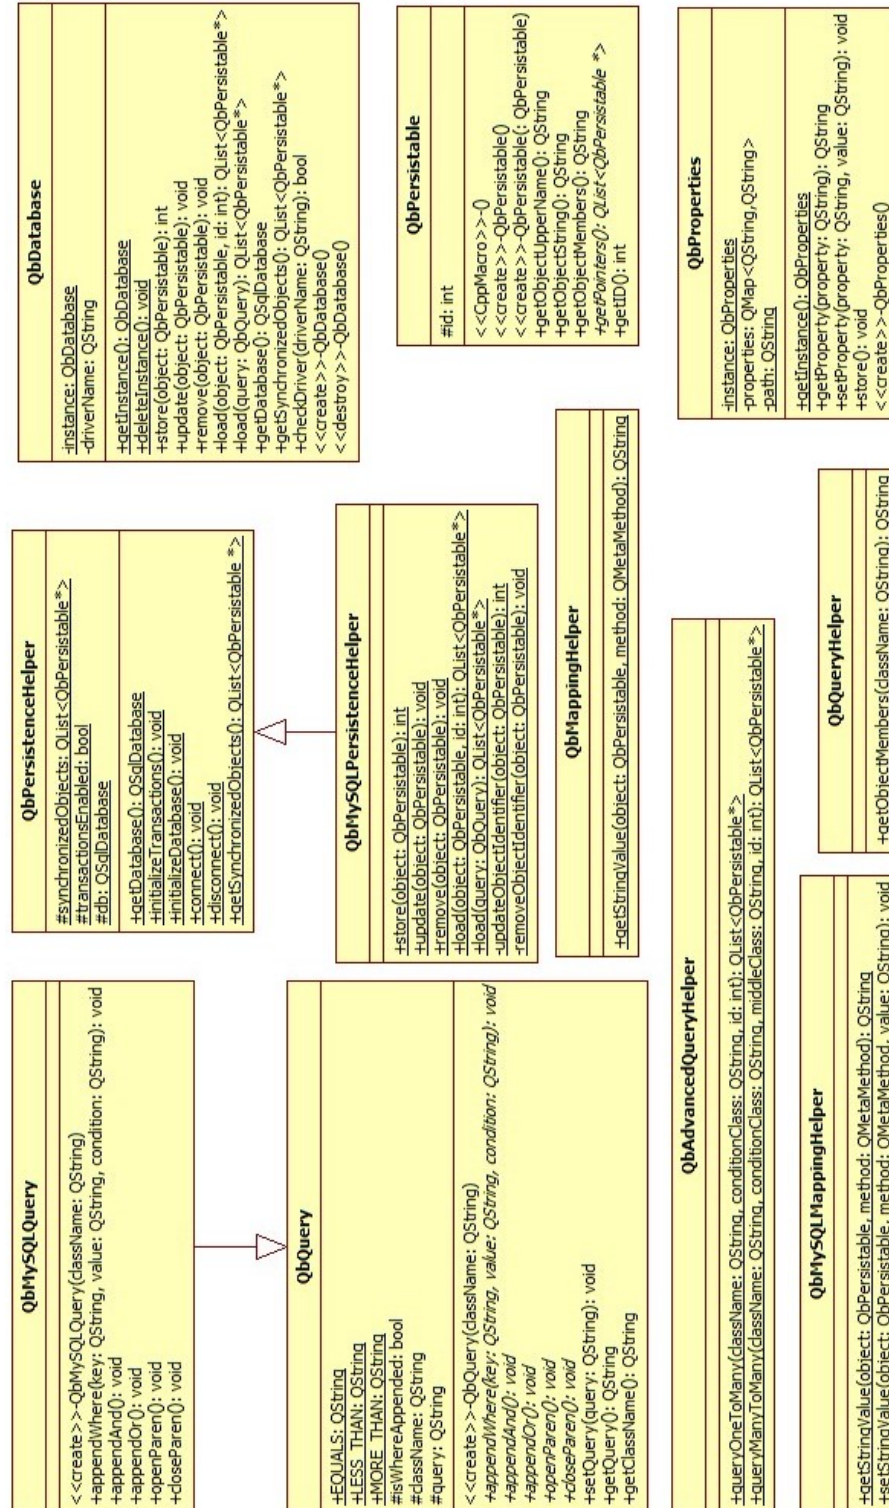 QbMySQLQuery
<<create>>-QbMySQLQuery(className: QString)
+appendWhere(key: QString, value: QString, condition: QString): void
+appendAnd(): void
+appendOr(): void
+openParen(): void
+closeParen(): void
QbPersistenceHelper
#synchronizedObjects: QList<QbPersistable*>
#transactionsEnabled: bool
#db: QSqlDatabase
+getDatabase(): QSqlDatabase
+initializeTransactions(): void
+initializeDatabase(): void
+connect(): void
+disconnect(): void
+getSynchronizedObjects(): QList<QbPersistable *>
QbDatabase
-instance: QbDatabase
-driverName: QString
+getInstance(): QbDatabase
+deleteInstance(): void
+store(object: QbPersistable): int
+update(object: QbPersistable): void
+remove(object: QbPersistable): void
+load(object: QbPersistable, id: int): QList<QbPersistable*>
+load(query: QbQuery): QList<QbPersistable*>
+getDatabase(): QSqlDatabase
+getSynchronizedObjects(): QList<QbPersistable*>
+checkDriver(driverName: QString): bool
<<create>>-QbDatabase()
<<destroy>>-QbDatabase()
QbQuery
+EQUALS: QString
+LESS_THAN: QString
+MORE_THAN: QString
#isWhereAppended: bool
#className: QString
#query: QString
<<create>>-QbQuery(className: QString)
+appendWhere(key: QString, value: QString, condition: QString): void
+appendAnd(): void
+appendOr(): void
+openParen(): void
+closeParen(): void
+setQuery(query: QString): void
+getQuery(): QString
+getClassName(): QString
QbMySQLPersistenceHelper
+store(object: QbPersistable): int
+update(object: QbPersistable): void
+remove(object: QbPersistable): void
+load(object: QbPersistable, id: int): QList<QbPersistable*>
+load(query: QbQuery): QList<QbPersistable*>
-updateObjectIdentifier(object: QbPersistable): int
-removeObjectIdentifier(object: QbPersistable): void
QbPersistable
#id: int
<<CppMacro>>-()
<<create>>-QbPersistable()
<<create>>-QbPersistable(: QbPersistable)
+getObjectUpperName(): QString
+getObjectString(): QString
+getObjectMembers(): QString
+getPointers(): QList<QbPersistable *>
+getID(): int
QbMappingHelper
+getStringValue(object: QbPersistable, method: QMetaMethod): QString
QbAdvancedQueryHelper
+queryOneToMany(className: QString, conditionClass: QString, id: int): QList<QbPersistable*>
+queryManyToMany(className: QString, conditionClass: QString, middleClass: QString, id: int): QList<QbPersistable*>
QbProperties
-instance: QbProperties
-properties: QMap<QString,QString>
-path: QString
+getInstance(): QbProperties
+getProperty(property: QString): QString
+setProperty(property: QString, value: QString): void
+store(): void
<<create>>-QbProperties()
QbMySQLMappingHelper
+getStringValue(object: QbPersistable, method: QMetaMethod): QString
+setStringValue(object: QbPersistable, method: QMetaMethod, value: QString): void
QbQueryHelper
+getObjectMembers(className: QString): QString